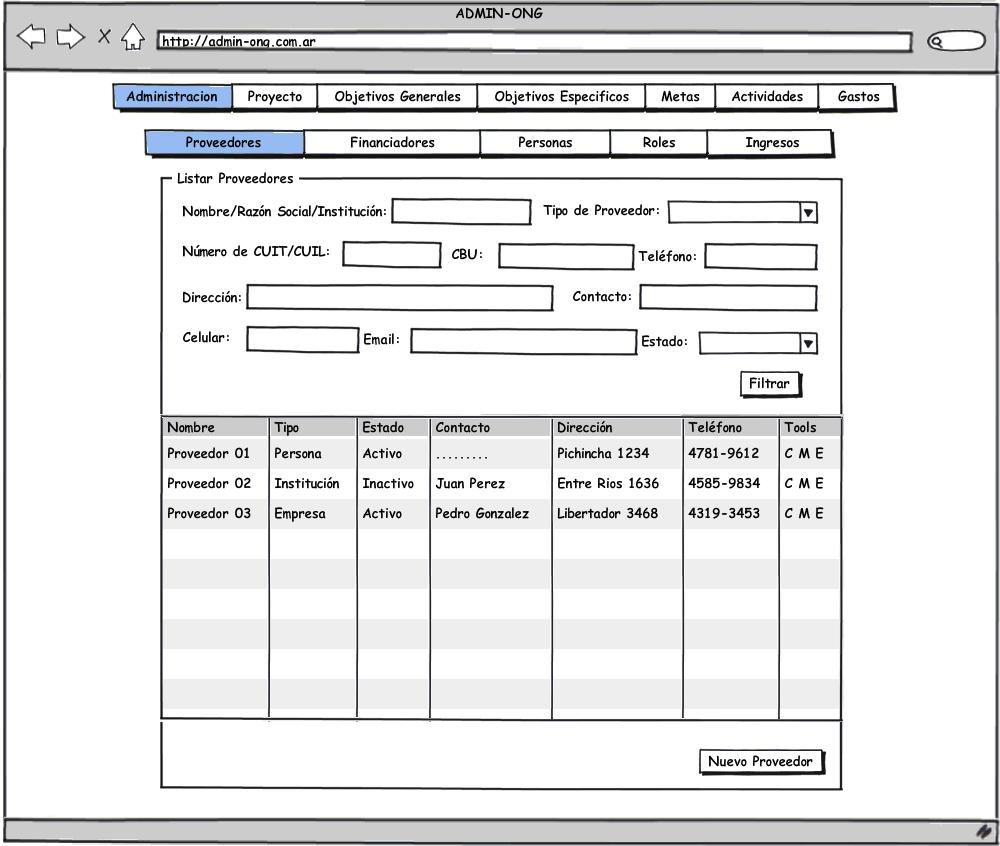 ADMIN-ONG
http://admin-ong.com.ar
Administracion Proyecto Objetivos Generales Objetivos Especificos Metas Actividades Gastos
Proveedores Financiadores Personas Roles Ingresos
Listar Proveedores
Nombre/Razón Social/Institución: Tipo de Proveedor:
Número de CUIT/CUIL: CBU: Teléfono:
Dirección: Contacto:
Celular: Email: Estado:
Filtrar
Nombre Tipo Estado Contacto Dirección Teléfono Tools
Proveedor 01 Persona Activo ......... Pichincha 1234 4781-9612 C M E
Proveedor 02 Institución Inactivo Juan Perez Entre Rios 1636 4585-9834 C M E
Proveedor 03 Empresa Activo Pedro Gonzalez Libertador 3468 4319-3453 C M E
Nuevo Proveedor